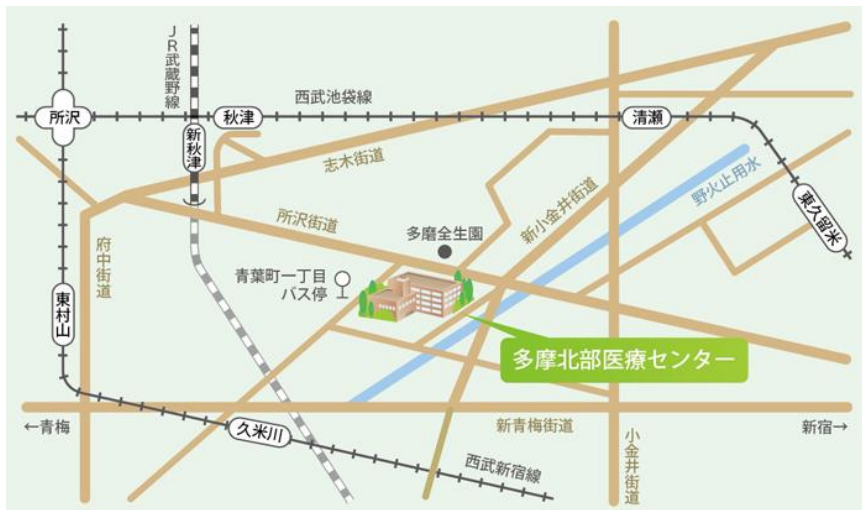 JR武蔵野線
西武池袋線
所沢
秋津
清瀬
新秋津
志木街道
新小金井街道
野火止用水
所沢街道
東久留米
多磨全生園
府中街道
青葉町一丁目
バス停
東村山
多摩北部医療センター
←青梅
久米川
新青梅街道
新宿→
小金井街道
西武新宿線